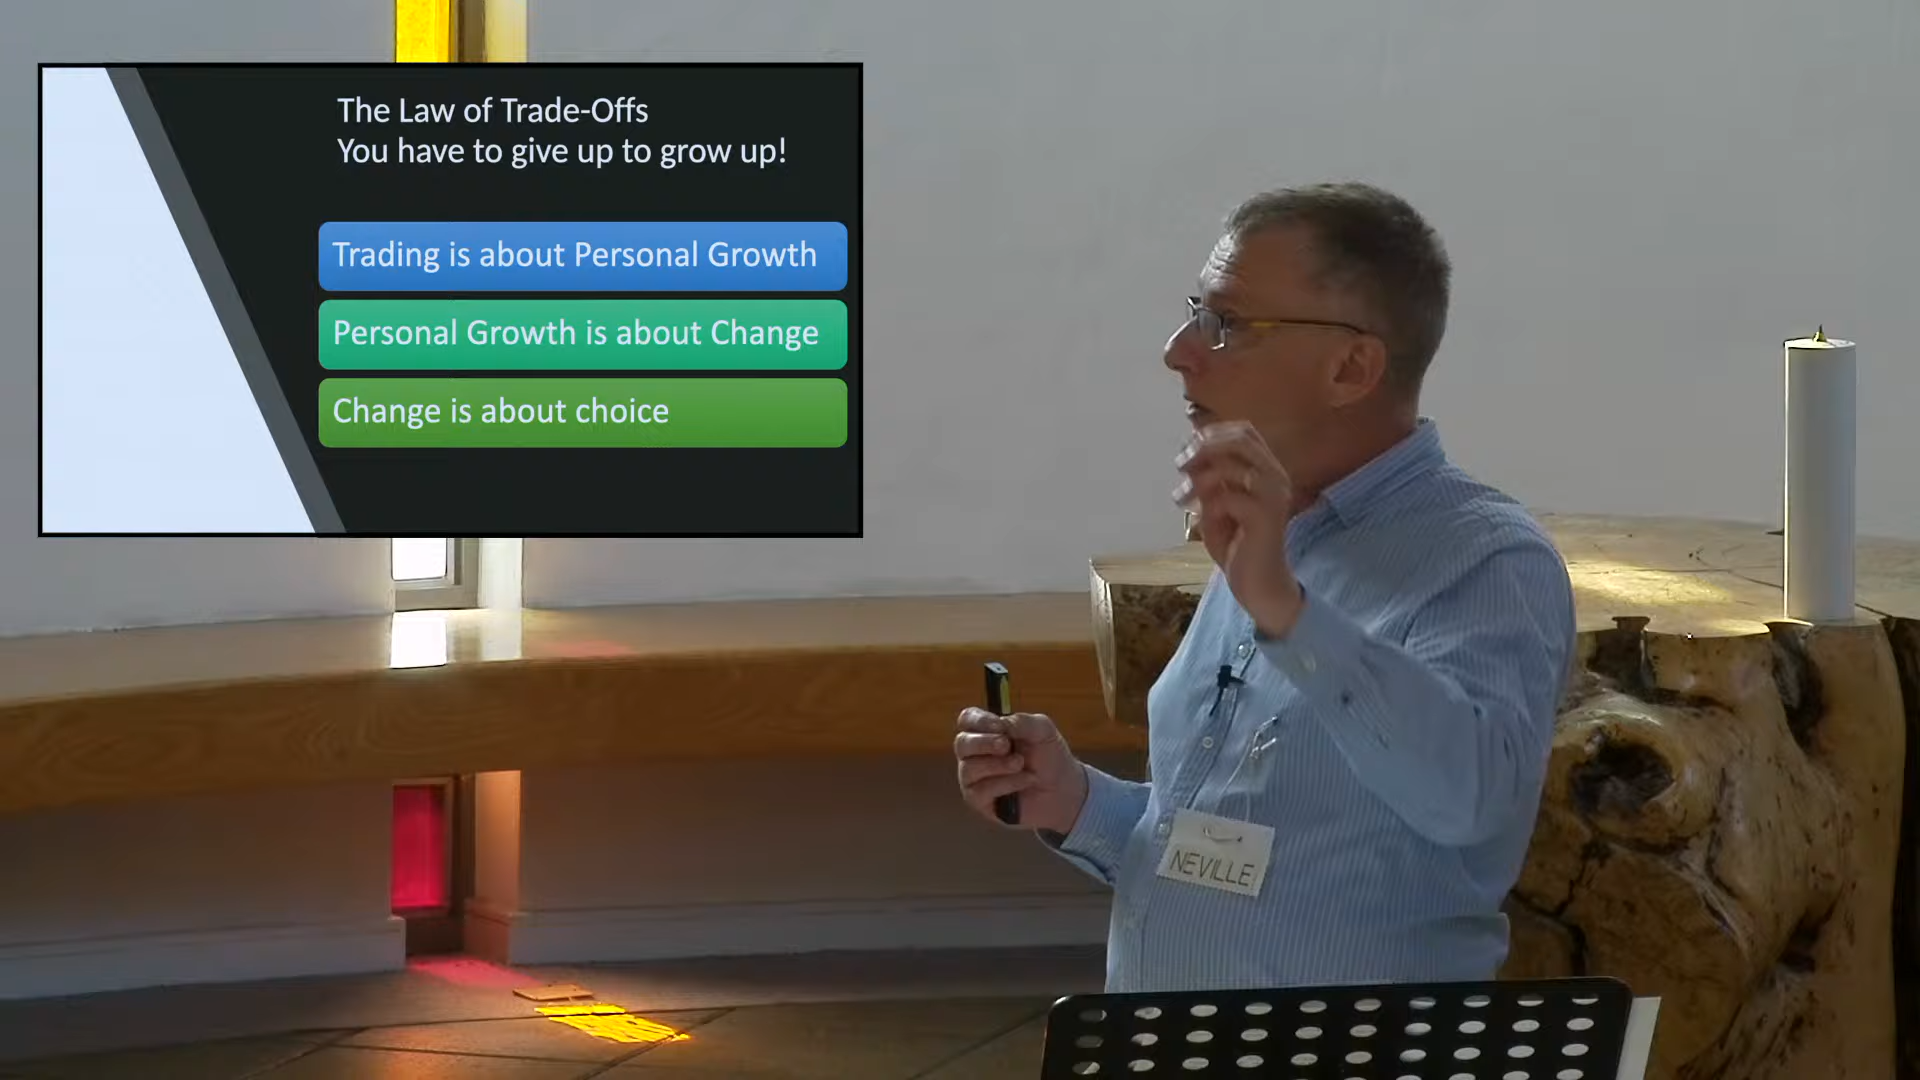 The Law of Trade-Offs
You have to give up to grow up!
Trading is about Personal Growth
Personal Growth is about Change
Change is about choice
NEVILLE